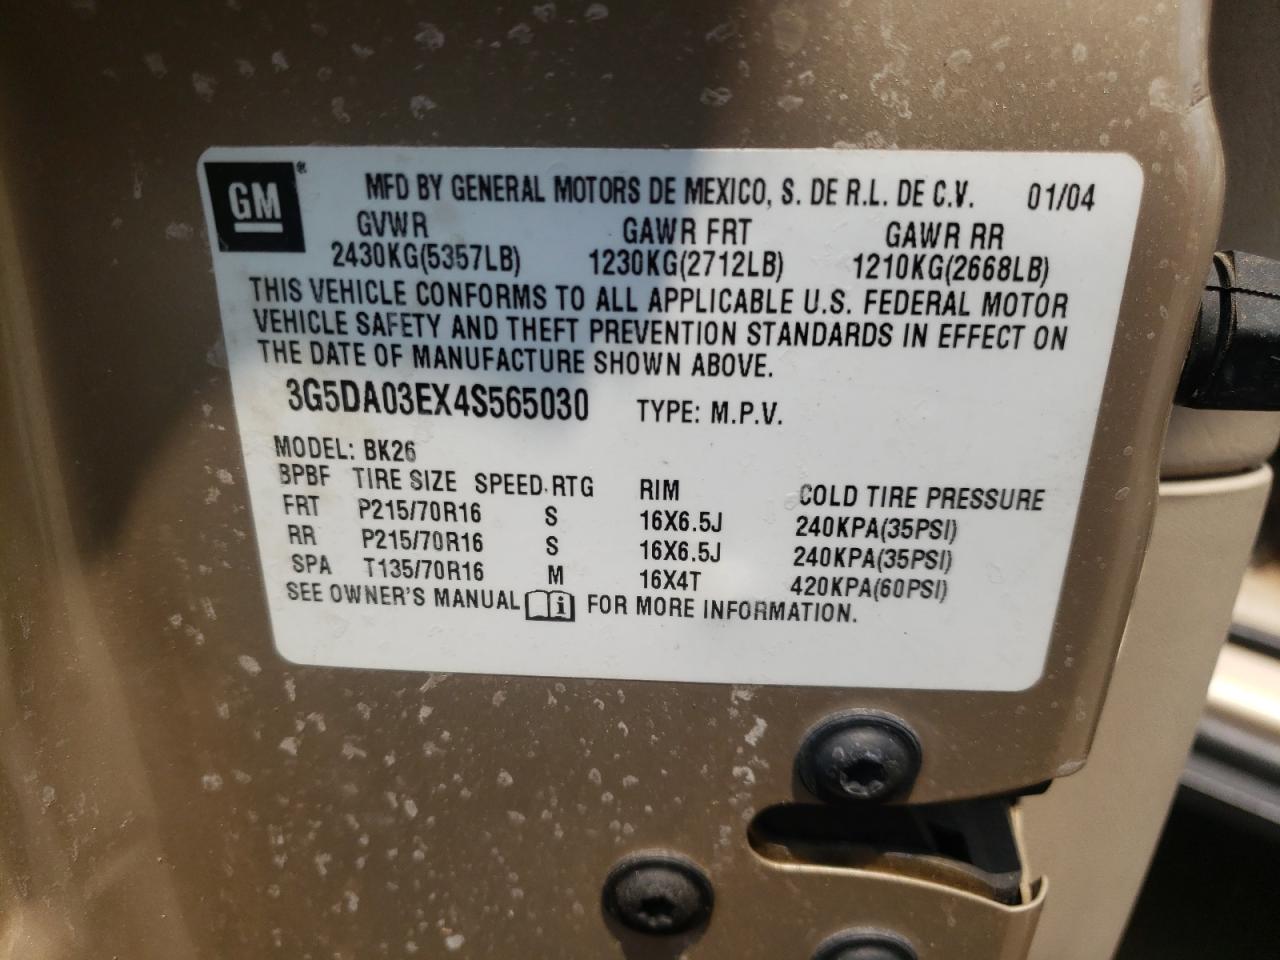 GM ® MFD BY GENERAL MOTORS DE MEXICO, S. DE R.L. DE C.V. 01/04
GVWR GAWR FRT GAWR RR
2430KG(5357LB) 1230KG(2712LB) 1210KG(2668LB)
THIS VEHICLE CONFORMS TO ALL APPLICABLE U.S. FEDERAL MOTOR
VEHICLE SAFETY AND THEFT PREVENTION STANDARDS IN EFFECT ON
THE DATE OF MANUFACTURE SHOWN ABOVE.
3G5DA03EX4S565030 TYPE: M.P.V.
MODEL: BK26
BPBF TIRE SIZE SPEED RTG RIM COLD TIRE PRESSURE
FRT P215/70R16 S 16X6.5J 240KPA(35PSI)
RR P215/70R16 S 16X6.5J 240KPA(35PSI)
SPA T135/70R16 M 16X4T 420KPA(60PSI)
SEE OWNER'S MANUAL i FOR MORE INFORMATION.